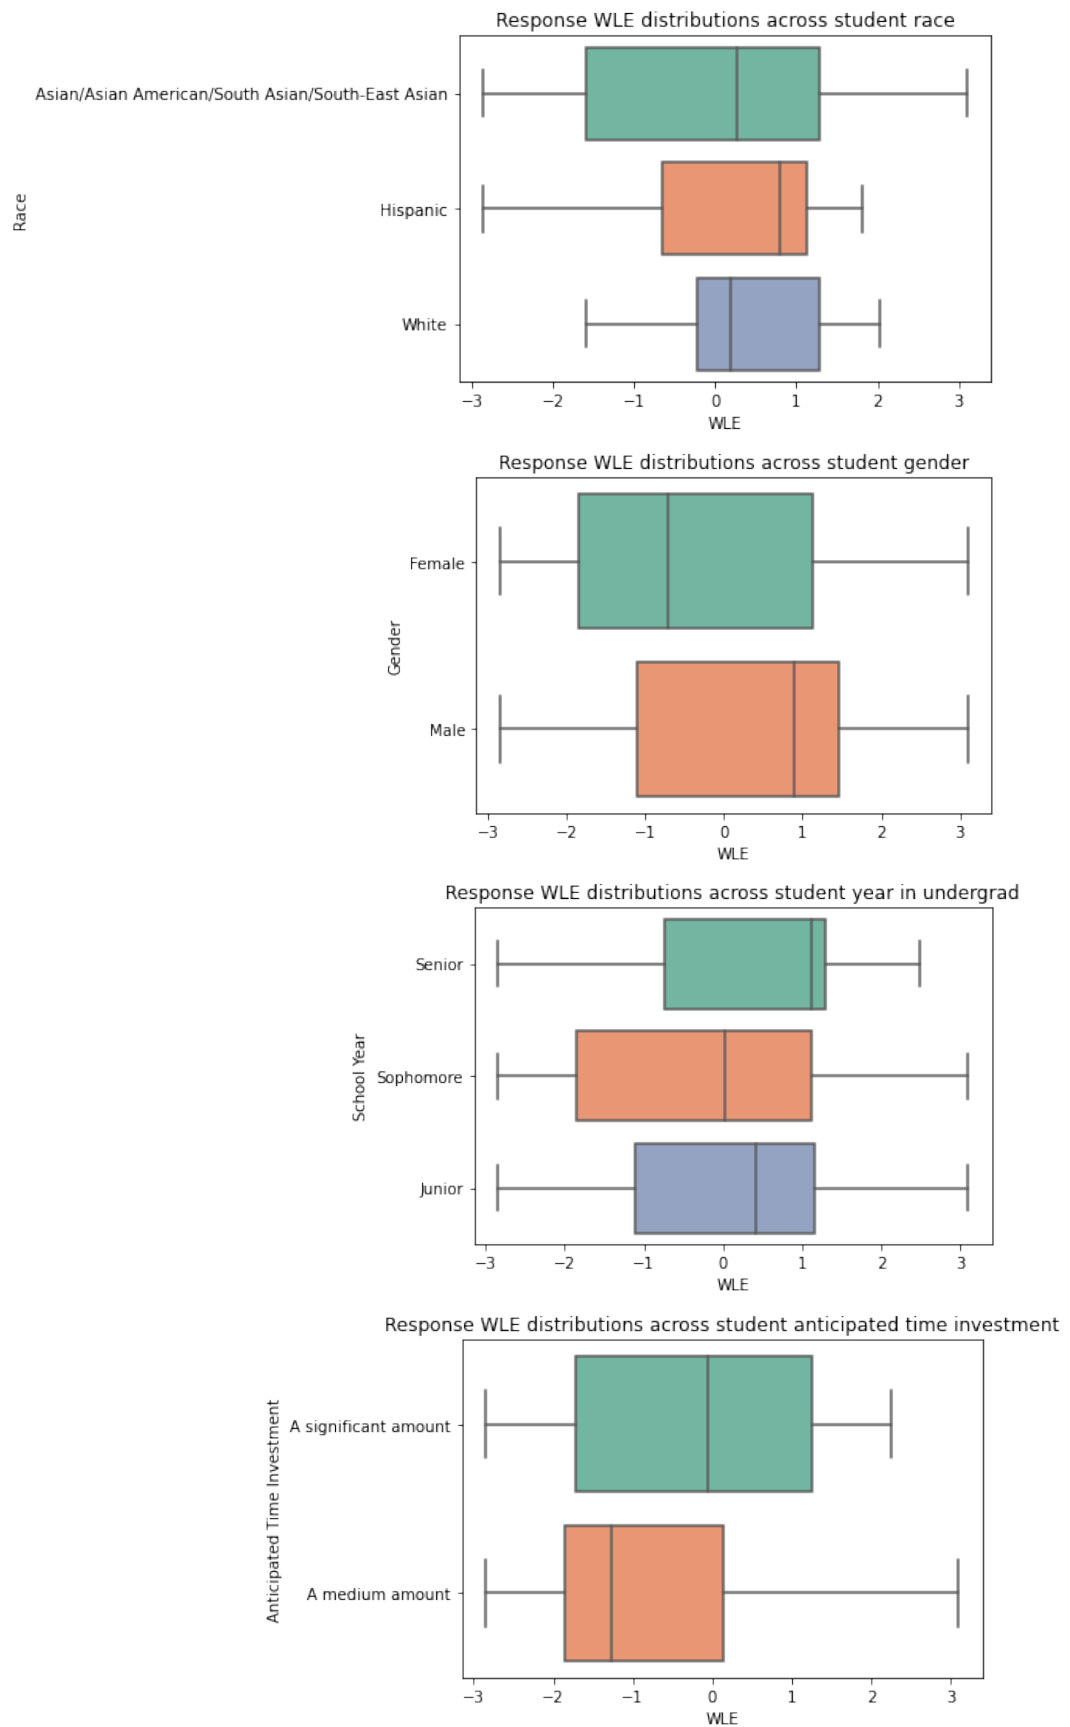 Response WLE distributions across student race
Race
Asian/Asian American/South Asian/South-East Asian
Hispanic
White
−3 −2 −1 0 1 2 3
WLE
Response WLE distributions across student gender
Gender
Female
Male
−3 −2 −1 0 1 2 3
WLE
Response WLE distributions across student year in undergrad
School Year
Senior
Sophomore
Junior
−3 −2 −1 0 1 2 3
WLE
Response WLE distributions across student anticipated time investment
Anticipated Time Investment
A significant amount
A medium amount
−3 −2 −1 0 1 2 3
WLE